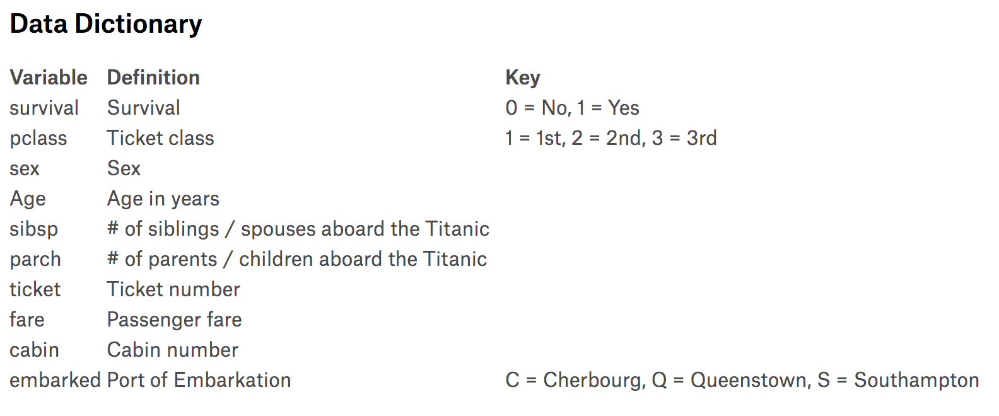 Data Dictionary
Variable Definition Key
survival Survival 0 = No, 1 = Yes
pclass Ticket class 1 = 1st, 2 = 2nd, 3 = 3rd
sex Sex
Age Age in years
sibsp # of siblings / spouses aboard the Titanic
parch # of parents / children aboard the Titanic
ticket Ticket number
fare Passenger fare
cabin Cabin number
embarked Port of Embarkation C = Cherbourg, Q = Queenstown, S = Southampton